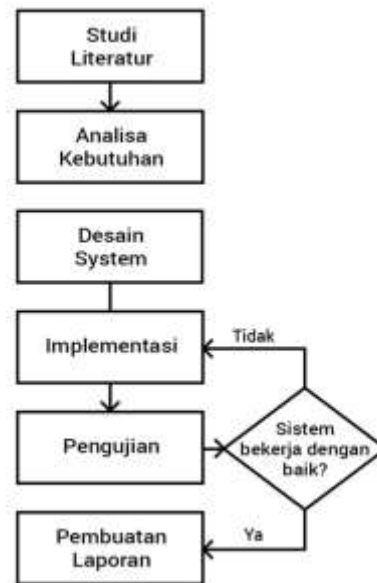 Studi
Literatur
Analisa
Kebutuhan
Desain
System
Implementasi
Tidak
Pengujian
Sistem
bekerja dengan
baik?
Pembuatan
Laporan
Ya